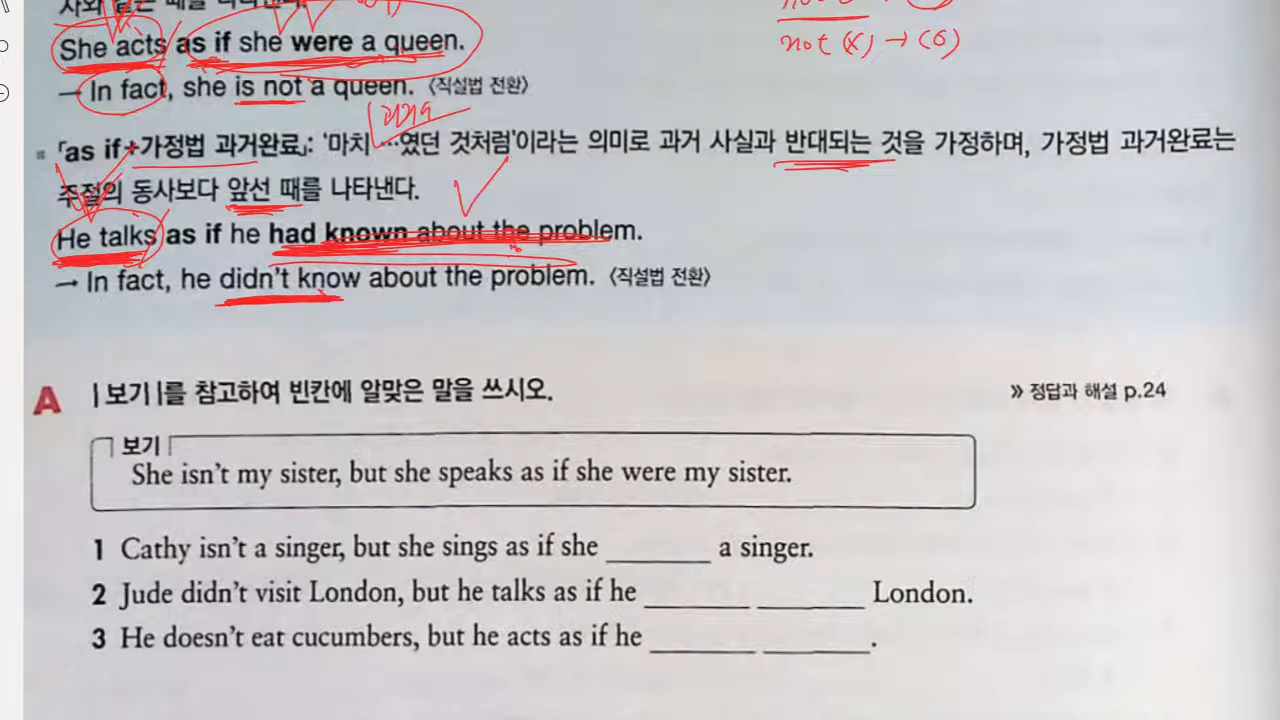 She acts as if she were a queen.
→ In fact, she is not a queen. 〈직설법 전환〉
not (x) → (o)
「as if+가정법 과거완료」: '마치 …였던 것처럼'이라는 의미로 과거 사실과 반대되는 것을 가정하며, 가정법 과거완료는
주절의 동사보다 앞선 때를 나타낸다.
He talks as if he had known about the problem.
→ In fact, he didn't know about the problem. 〈직설법 전환〉
A |보기|를 참고하여 빈칸에 알맞은 말을 쓰시오. » 정답과 해설 p.24
보기
She isn't my sister, but she speaks as if she were my sister.
1 Cathy isn't a singer, but she sings as if she ______ a singer.
2 Jude didn't visit London, but he talks as if he ______ ______ London.
3 He doesn't eat cucumbers, but he acts as if he ______ ______.